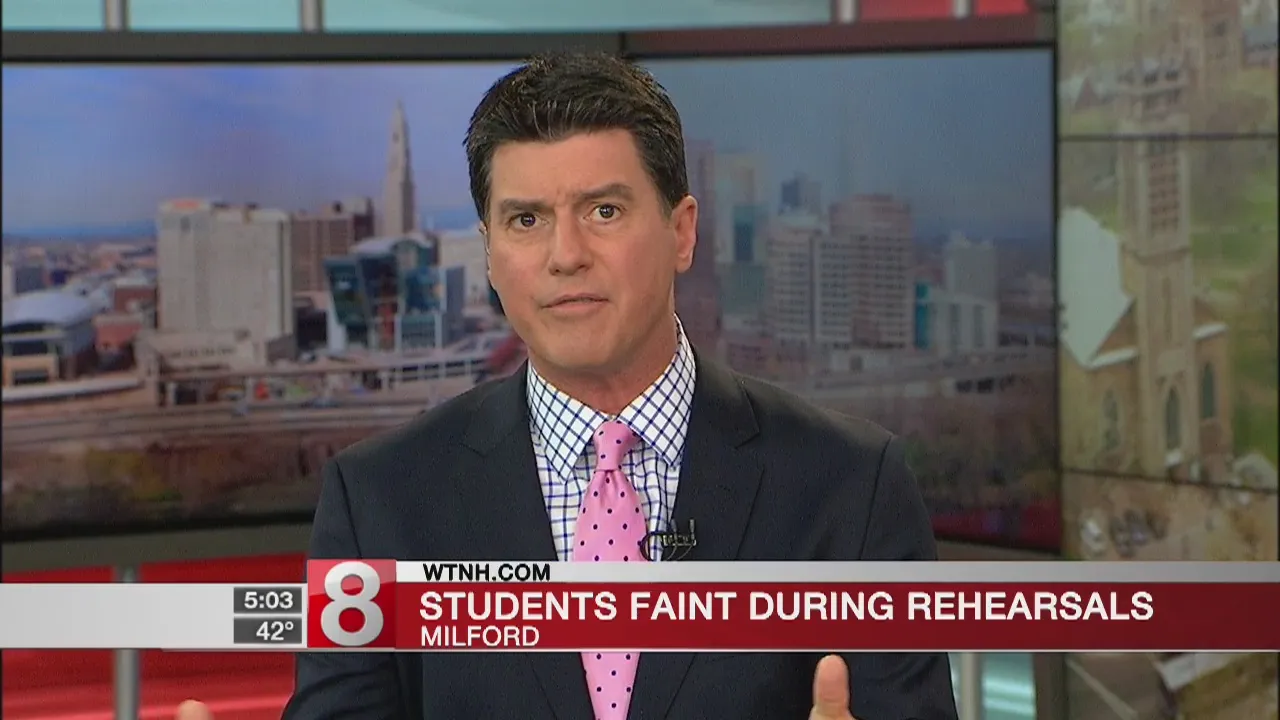 WTNH.COM
5:03
8
STUDENTS FAINT DURING REHEARSALS
42°
MILFORD